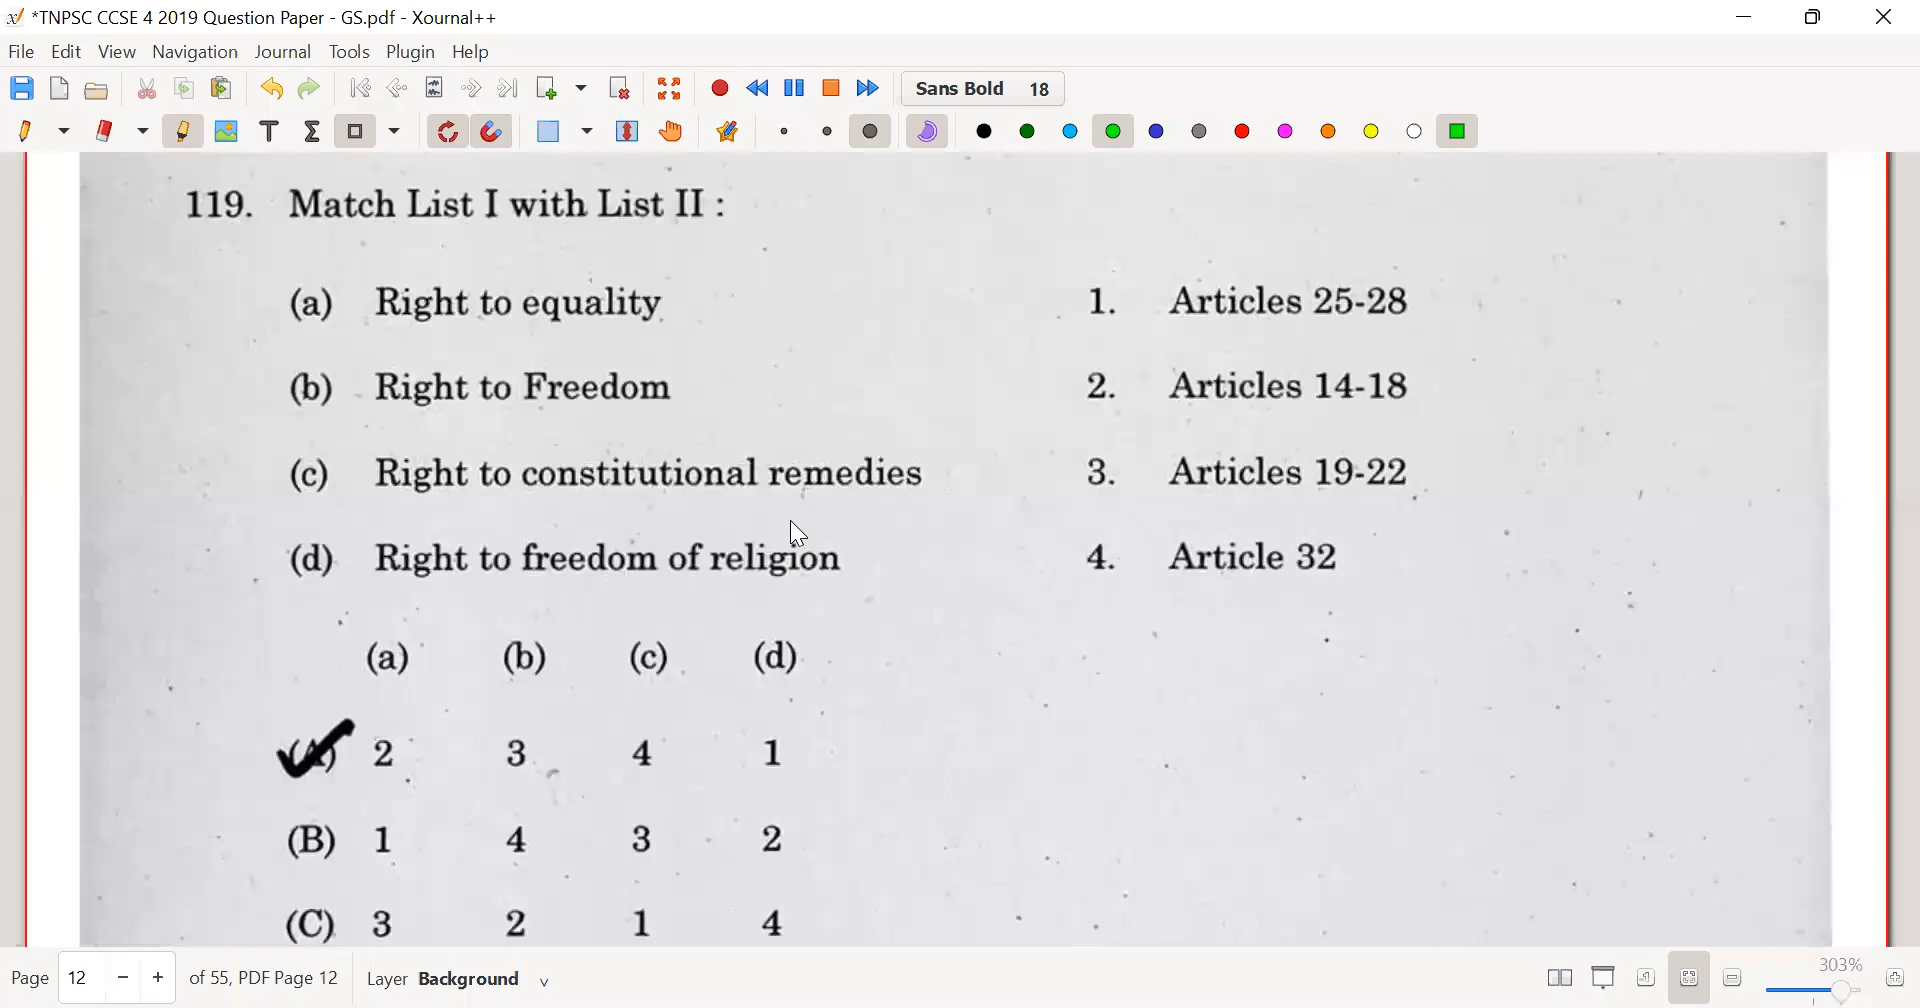 *TNPSC CCSE 4 2019 Question Paper - GS.pdf - Xournal++
File Edit View Navigation Journal Tools Plugin Help
Sans Bold 18
119. Match List I with List II :
(a) Right to equality 1. Articles 25-28
(b) Right to Freedom 2. Articles 14-18
(c) Right to constitutional remedies 3. Articles 19-22
(d) Right to freedom of religion 4. Article 32
(a) (b) (c) (d)
(A) 2 3 4 1
(B) 1 4 3 2
(C) 3 2 1 4
Page 12 − + of 55, PDF Page 12 Layer Background 303%